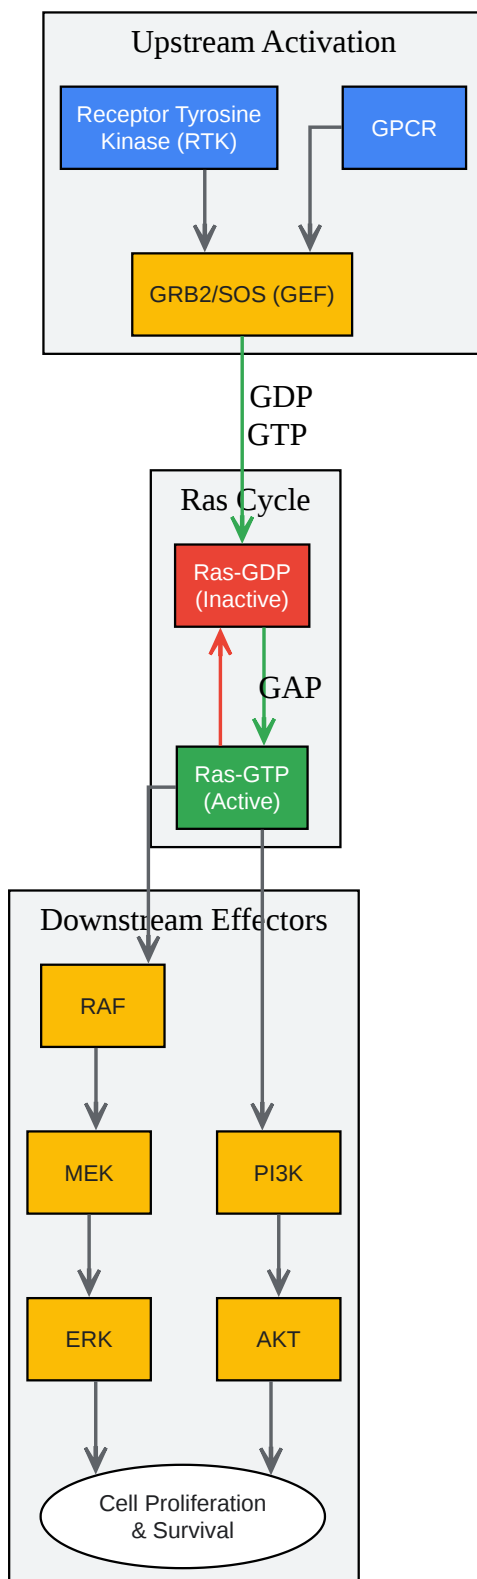 Upstream Activation
Receptor Tyrosine
Kinase (RTK)
GPCR
GRB2/SOS (GEF)
GDP
GTP
Ras Cycle
Ras-GDP
(Inactive)
GAP
Ras-GTP
(Active)
Downstream Effectors
RAF
MEK
PI3K
ERK
AKT
Cell Proliferation
& Survival